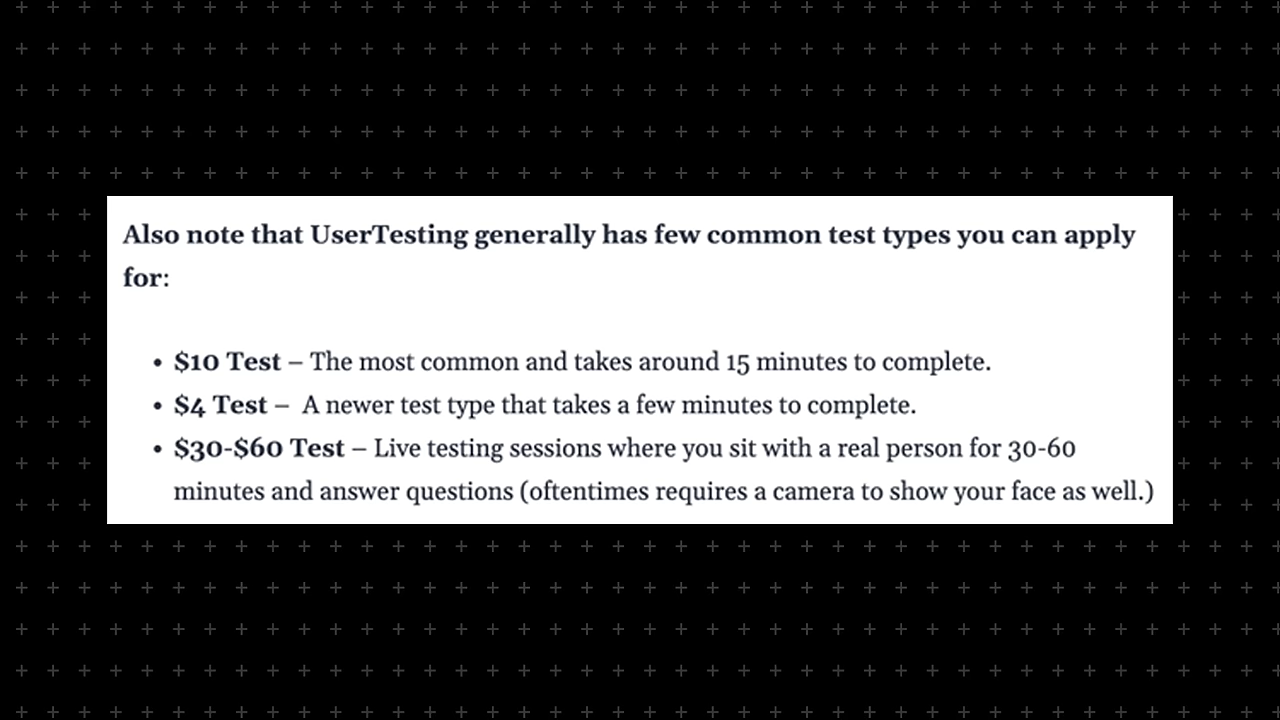 Also note that UserTesting generally has few common test types you can apply
for:
• $10 Test – The most common and takes around 15 minutes to complete.
• $4 Test –  A newer test type that takes a few minutes to complete.
• $30-$60 Test – Live testing sessions where you sit with a real person for 30-60
minutes and answer questions (oftentimes requires a camera to show your face as well.)